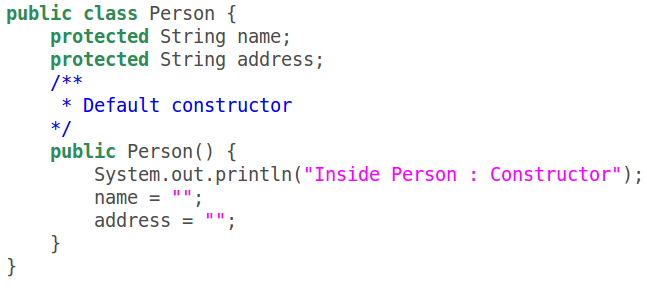 public class Person {
    protected String name;
    protected String address;
    /**
     * Default constructor
    */
    public Person() {
        System.out.println("Inside Person : Constructor");
        name = "";
        address = "";
    }
}